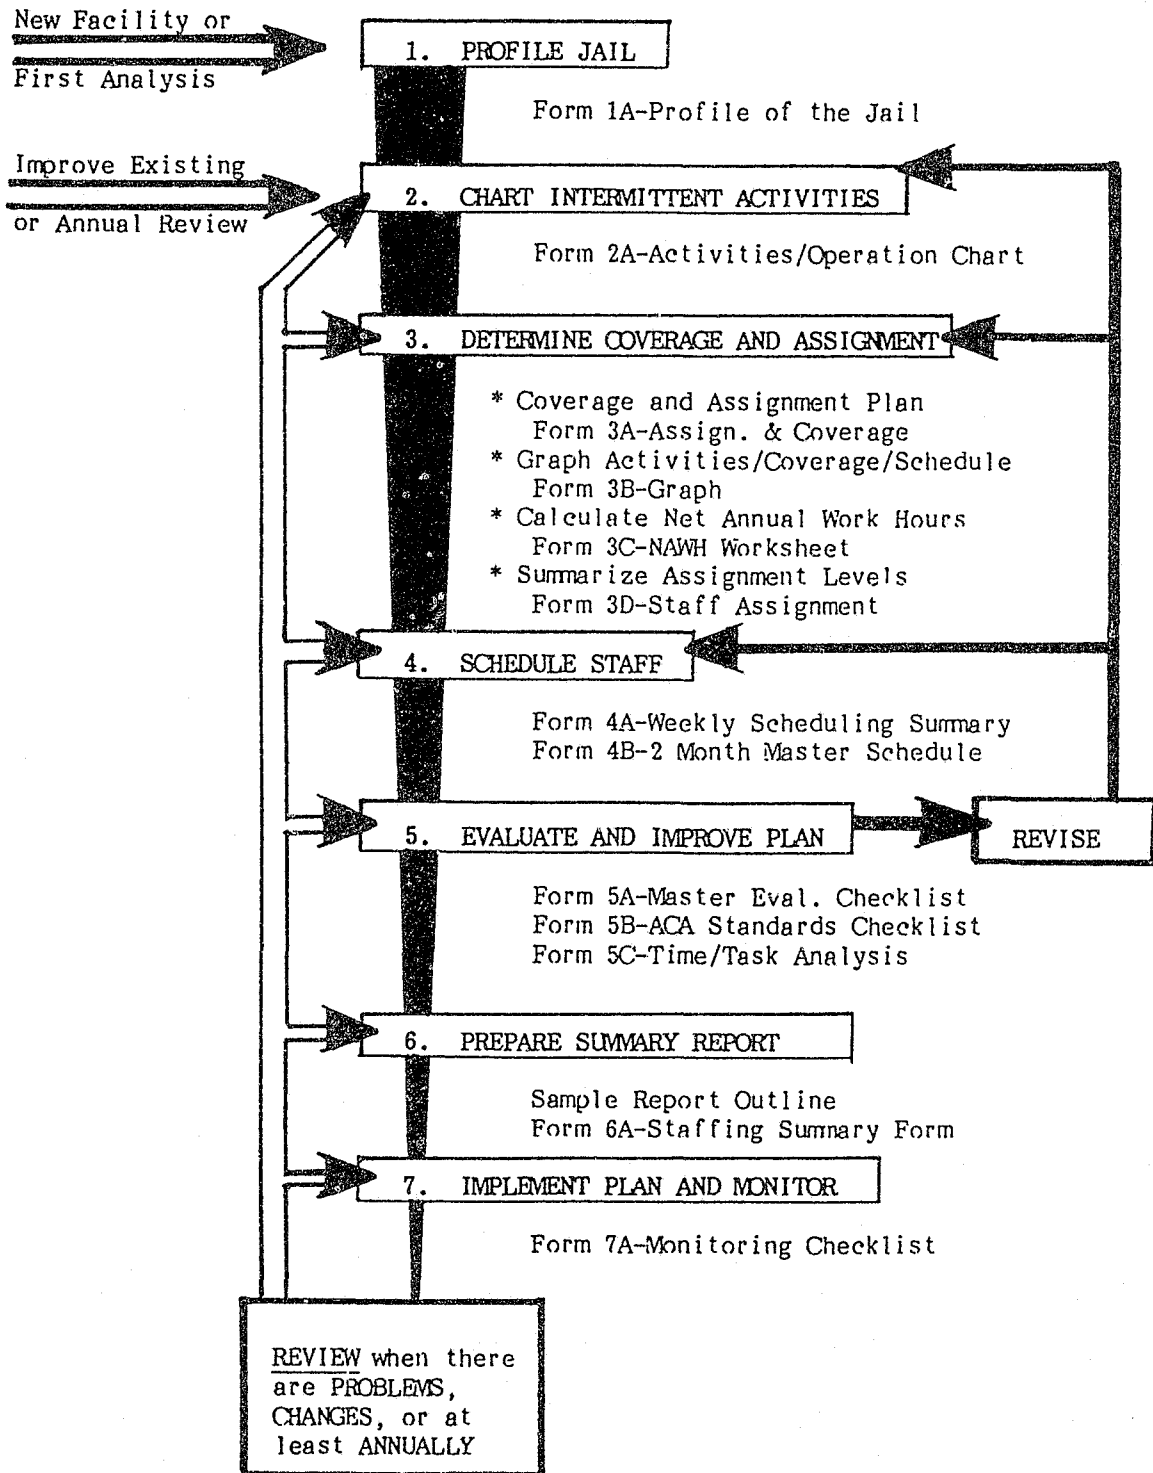 New Facility or
First Analysis
1. PROFILE JAIL
Form 1A-Profile of the Jail
Improve Existing
or Annual Review
2. CHART INTERMITTENT ACTIVITIES
Form 2A-Activities/Operation Chart
3. DETERMINE COVERAGE AND ASSIGNMENT
* Coverage and Assignment Plan
Form 3A-Assign. & Coverage
* Graph Activities/Coverage/Schedule
Form 3B-Graph
* Calculate Net Annual Work Hours
Form 3C-NAWH Worksheet
* Summarize Assignment Levels
Form 3D-Staff Assignment
4. SCHEDULE STAFF
Form 4A-Weekly Scheduling Summary
Form 4B-2 Month Master Schedule
5. EVALUATE AND IMPROVE PLAN
REVISE
Form 5A-Master Eval. Checklist
Form 5B-ACA Standards Checklist
Form 5C-Time/Task Analysis
6. PREPARE SUMMARY REPORT
Sample Report Outline
Form 6A-Staffing Summary Form
7. IMPLEMENT PLAN AND MONITOR
Form 7A-Monitoring Checklist
REVIEW when there
are PROBLEMS,
CHANGES, or at
least ANNUALLY